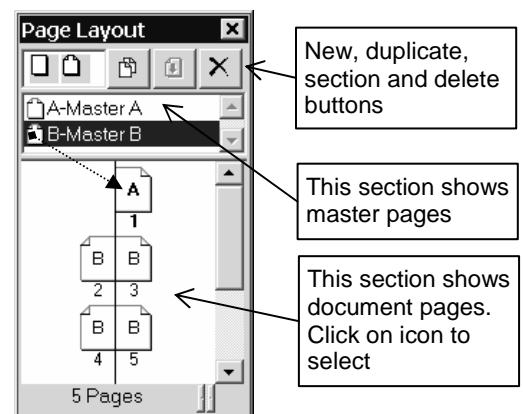 Page Layout
New, duplicate,
section and delete
buttons
A-Master A
B-Master B
This section shows
master pages
A
1
B B
2 3
This section shows
document pages.
Click on icon to
select
B B
4 5
5 Pages